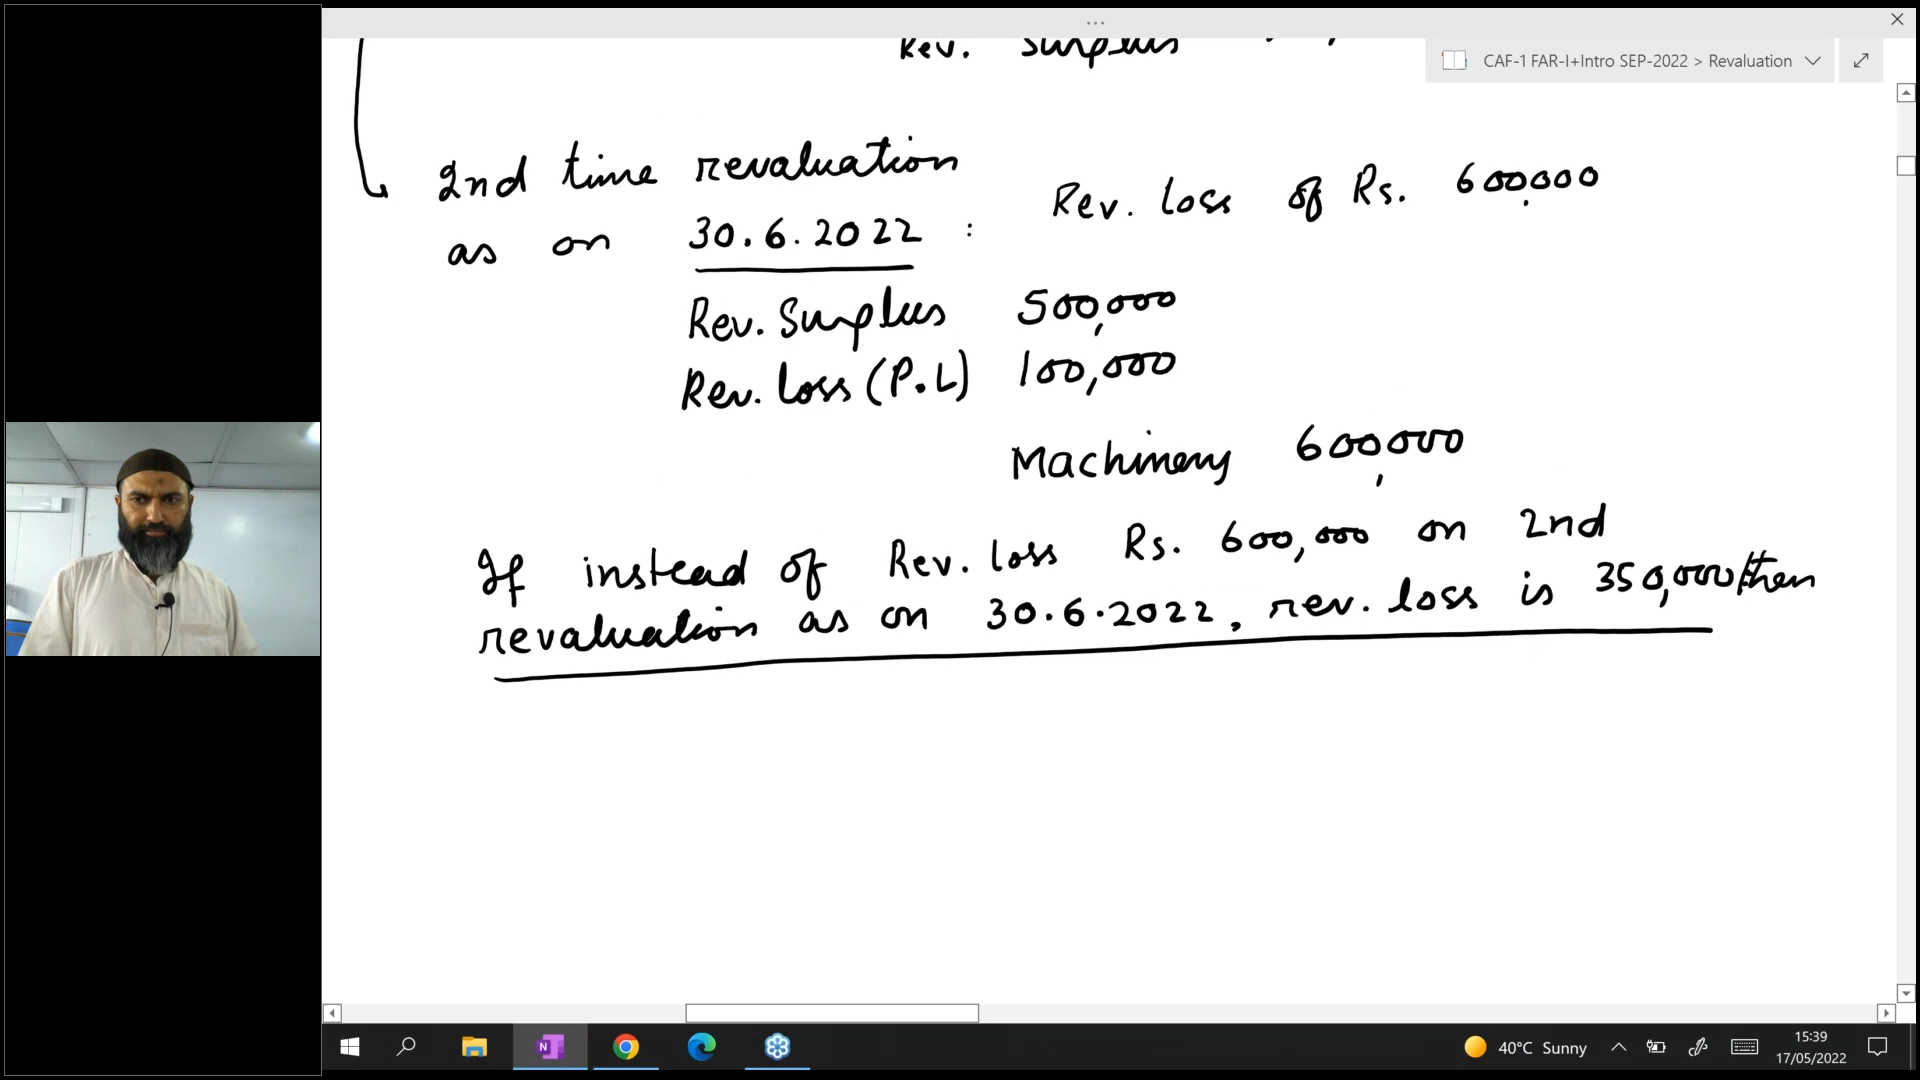 Rev. Surplus
CAF-1 FAR-I+Intro SEP-2022 > Revaluation
2nd time revaluation
as on 30.6.2022 : Rev. loss of Rs. 600,000
Rev. Surplus 500,000
Rev. loss (P.L) 100,000
Machinery 600,000
If instead of Rev. loss Rs. 600,000 on 2nd
revaluation as on 30.6.2022, rev. loss is 350,000/then
40°C Sunny
15:39
17/05/2022